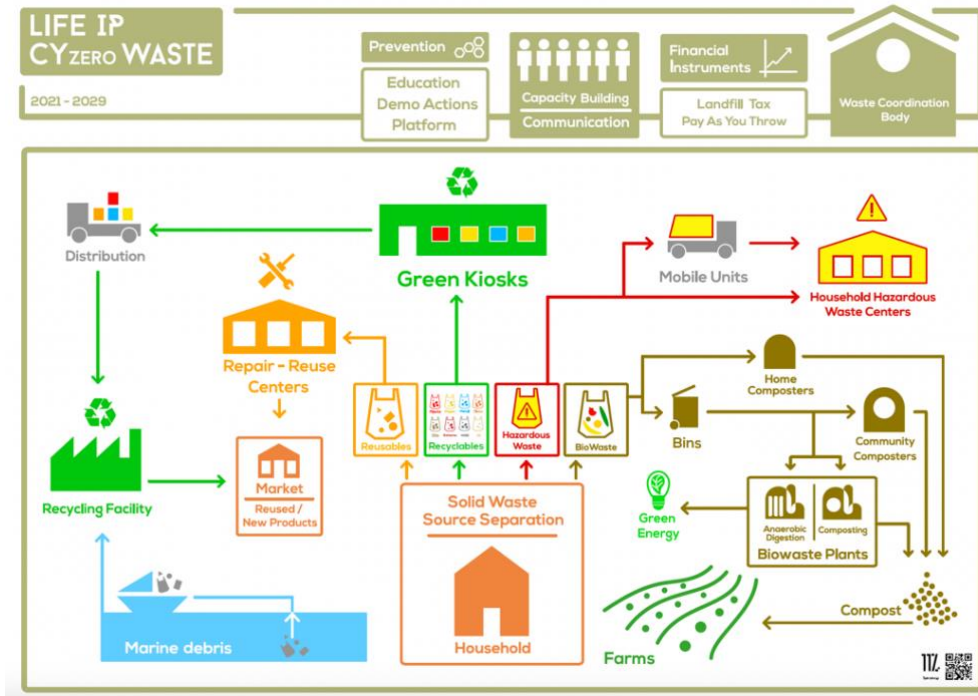 LIFE IP
CY ZERO WASTE
2021 - 2029
Prevention
Education
Demo Actions
Platform
Capacity Building
Communication
Financial
Instruments
Landfill Tax
Pay As You Throw
Waste Coordination
Body
Distribution
Green Kiosks
Mobile Units
Household Hazardous
Waste Centers
Repair - Reuse
Centers
Reusables
Recyclables
Hazardous
Waste
BioWaste
Home
Composters
Bins
Community
Composters
Recycling Facility
Market
Reused /
New Products
Solid Waste
Source Separation
Household
Green
Energy
Anaerobic
Digestion
Composting
Biowaste Plants
Compost
Farms
Marine debris